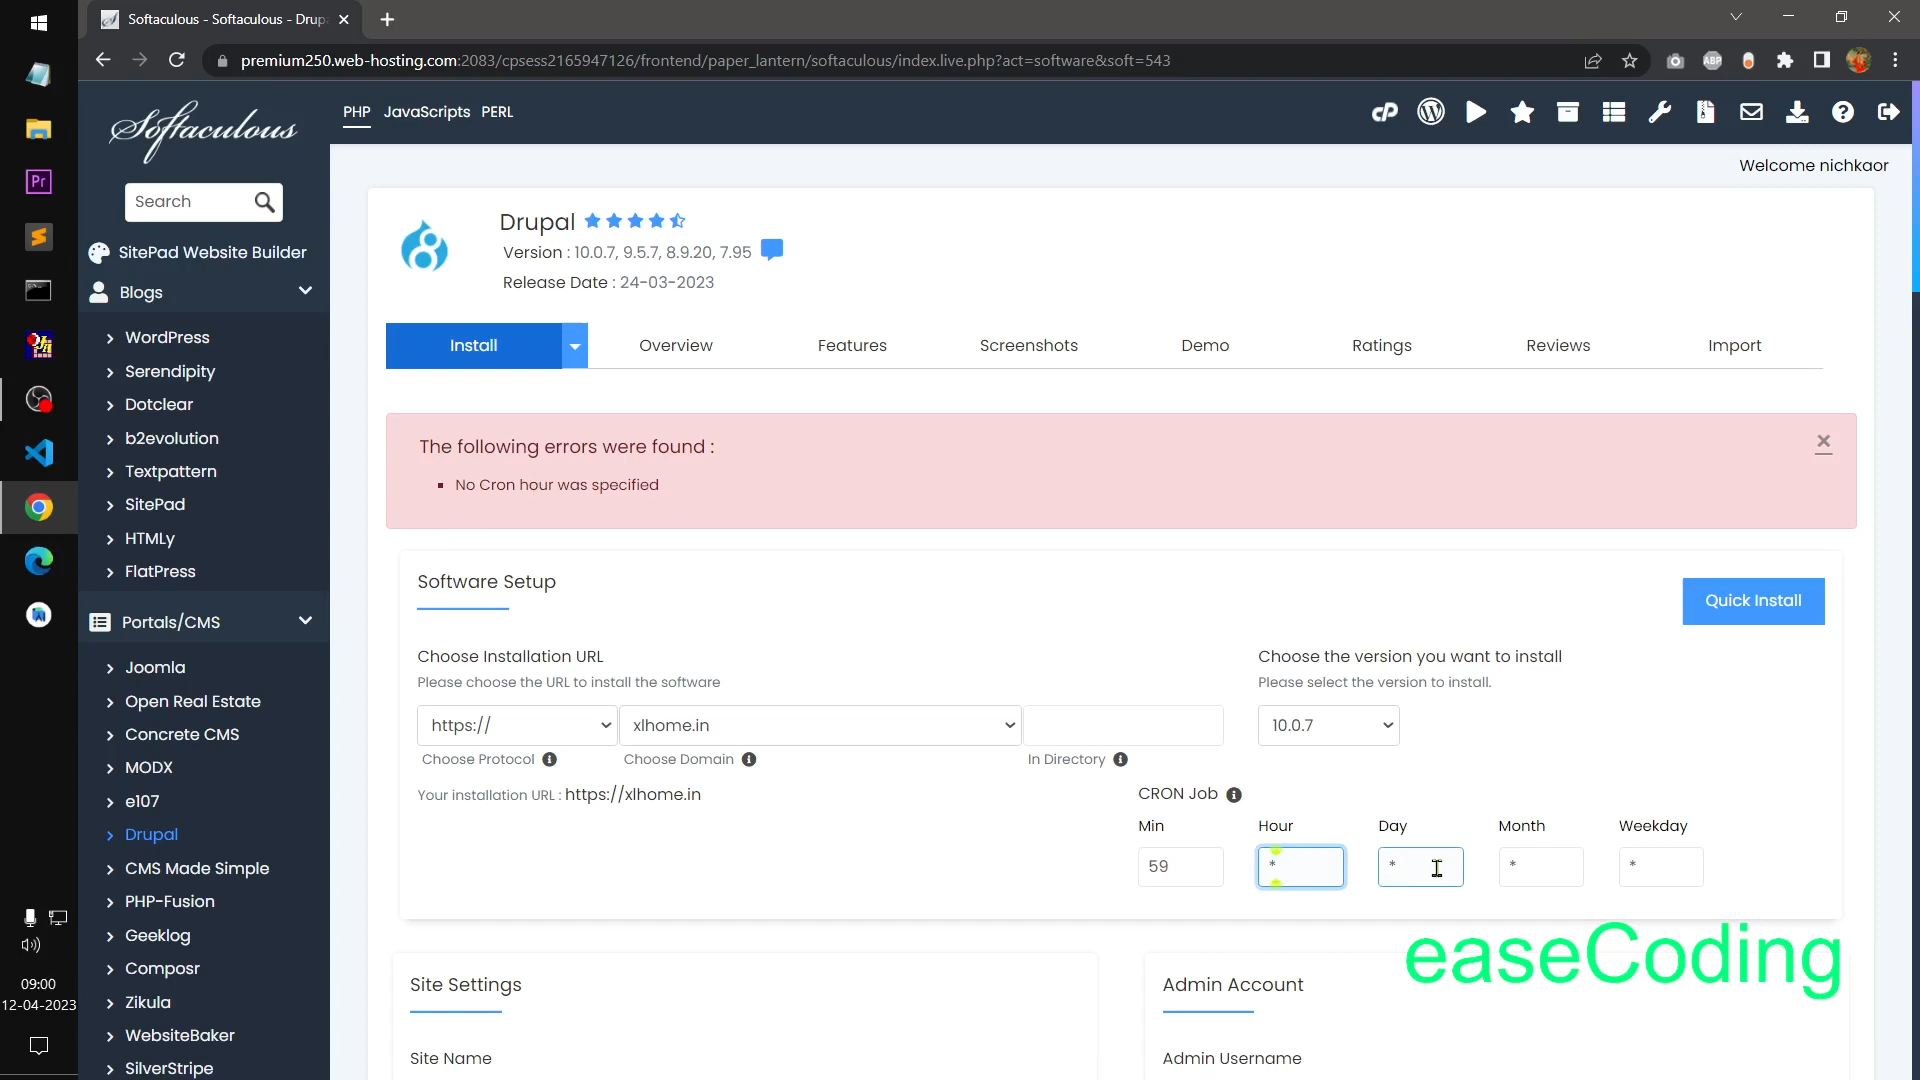 Softaculous - Softaculous - Drup
premium250.web-hosting.com:2083/cpsess2165947126/frontend/paper_lantern/softaculous/index.live.php?act=software&soft=543
ABP
Softaculous
PHP JavaScripts PERL
Welcome nichkaor
Search
SitePad Website Builder
Blogs
WordPress
Serendipity
Dotclear
b2evolution
Textpattern
SitePad
HTMLy
FlatPress
Portals/CMS
Joomla
Open Real Estate
Concrete CMS
MODX
e107
Drupal
CMS Made Simple
PHP-Fusion
Geeklog
Composr
Zikula
WebsiteBaker
SilverStripe
Drupal
Version : 10.0.7, 9.5.7, 8.9.20, 7.95
Release Date : 24-03-2023
Install Overview Features Screenshots Demo Ratings Reviews Import
The following errors were found :
No Cron hour was specified
×
Software Setup
Quick Install
Choose Installation URL
Please choose the URL to install the software
https:// xlhome.in
Choose Protocol Choose Domain In Directory
Your installation URL : https://xlhome.in
Choose the version you want to install
Please select the version to install.
10.0.7
CRON Job
Min Hour Day Month Weekday
59 * * * *
easeCoding
Site Settings
Site Name
Admin Account
Admin Username
Pr
09:00
12-04-2023